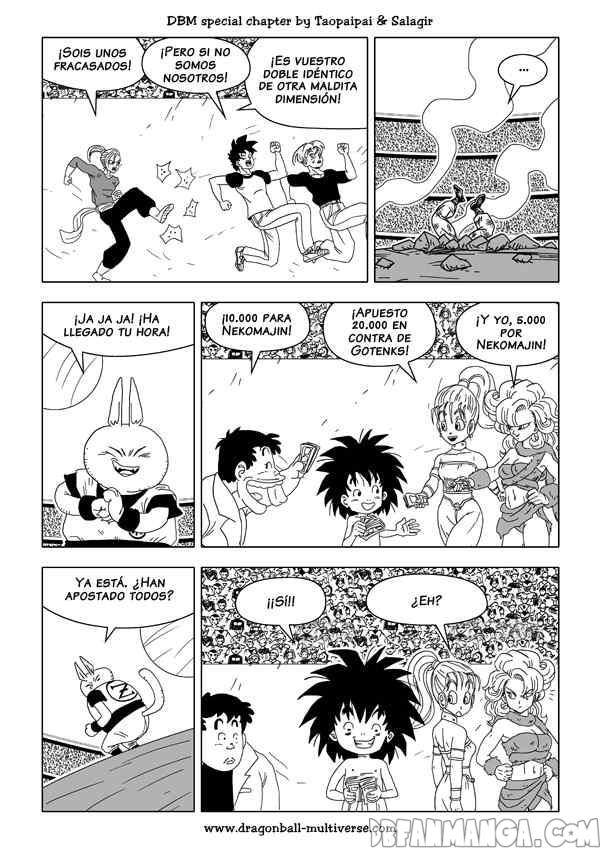 DBM special chapter by Taopaipai & Salagir
¡Sois unos
fracasados!
¡Pero si no
somos
nosotros!
¡Es vuestro
doble idéntico
de otra maldita
dimensión!
...
¡Ja ja ja! ¡Ha
llegado tu hora!
¡10.000 para
Nekomajin!
¡Apuesto
20.000 en
contra de
Gotenks!
¡Y yo, 5.000
por
Nekomajin!
Ya está. ¿Han
apostado todos?
N
¡¡Sí!!
¿Eh?
www.dragonball-multiverse.com
DBFANMANGA.COM